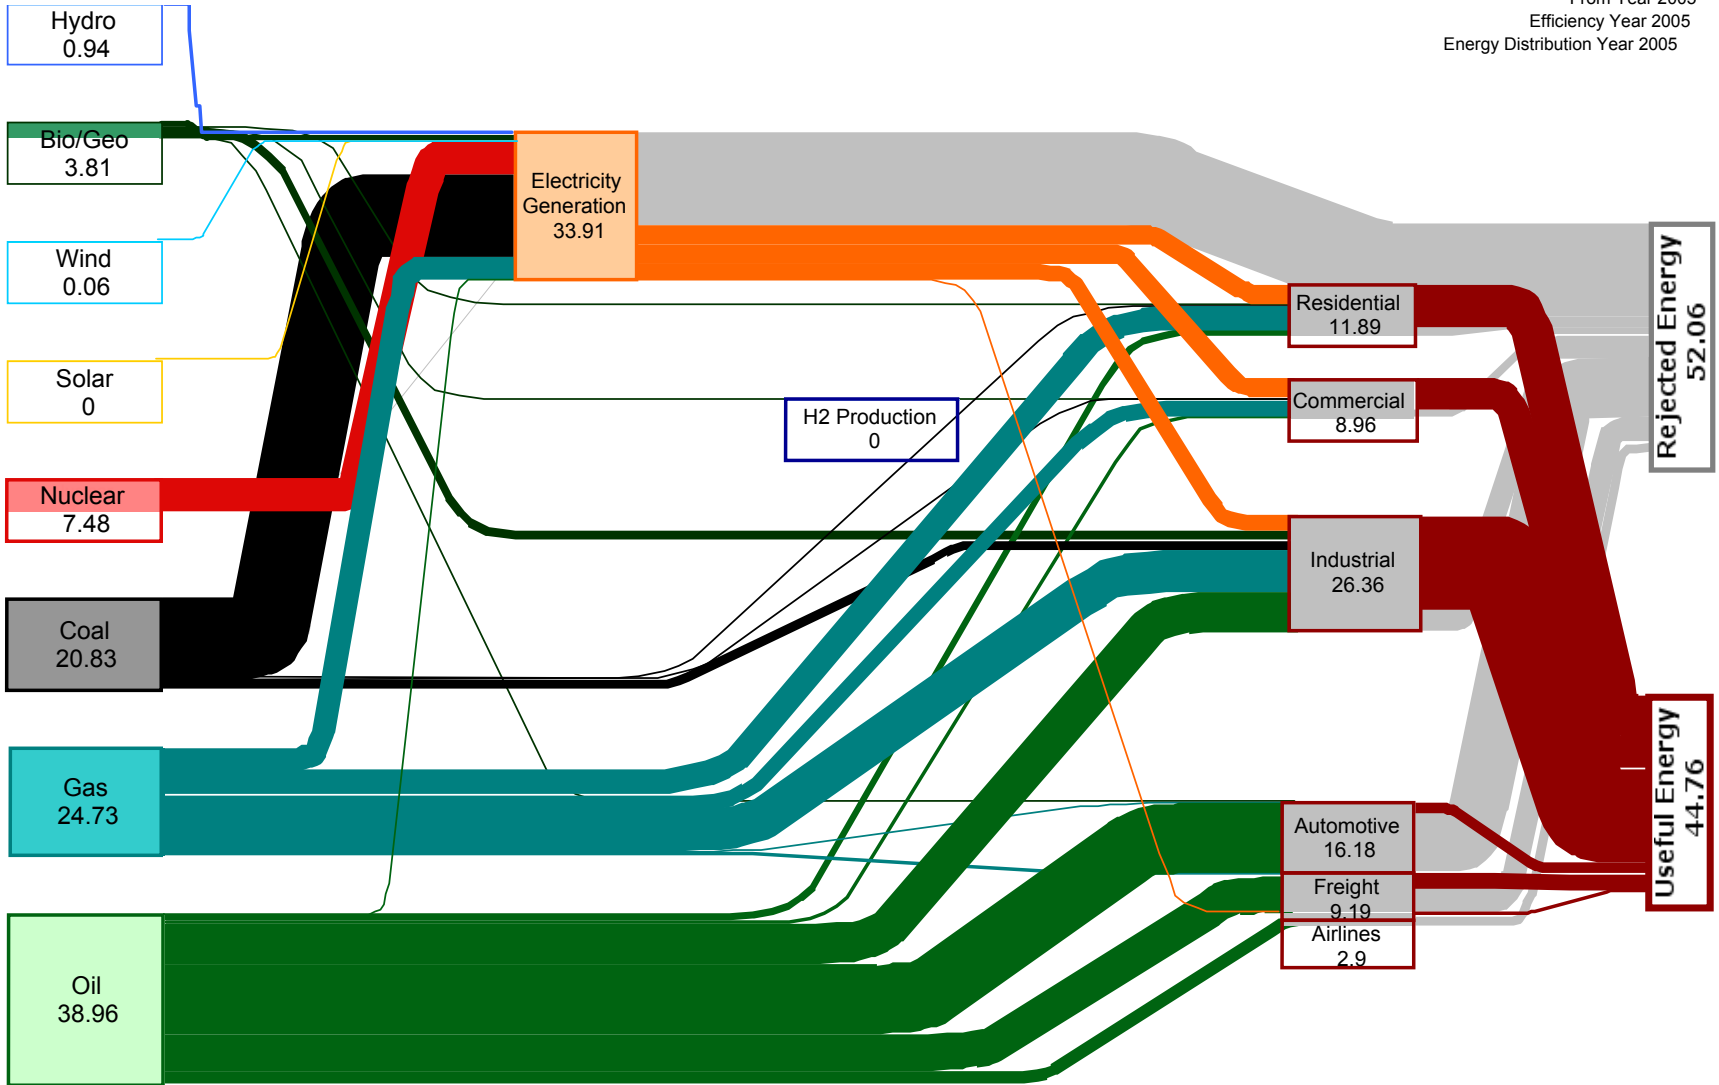 From Year 2005
Efficiency Year 2005
Energy Distribution Year 2005
Hydro
0.94
Bio/Geo
3.81
Wind
0.06
Solar
0
Nuclear
7.48
Coal
20.83
Gas
24.73
Oil
38.96
Electricity
Generation
33.91
H2 Production
0
Residential
11.89
Commercial
8.96
Industrial
26.36
Automotive
16.18
Freight
9.19
Airlines
2.9
Rejected Energy
52.06
Useful Energy
44.76